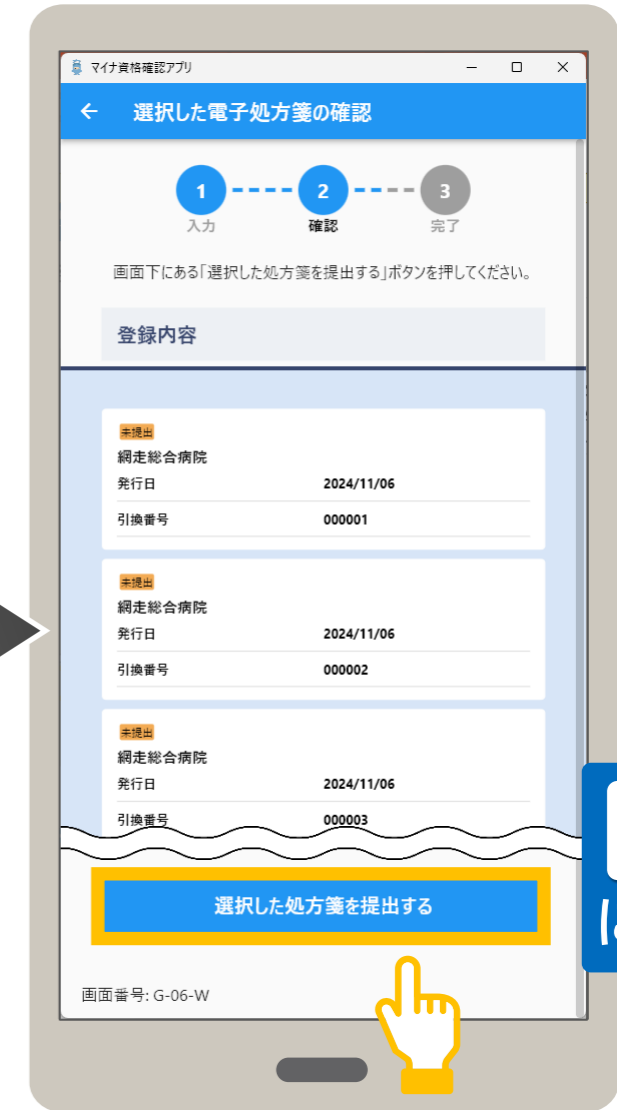 マイナ資格確認アプリ
選択した電子処方箋の確認
1 2 3
入力 確認 完了
画面下にある「選択した処方箋を提出する」ボタンを押してください。
登録内容
未提出
網走総合病院
発行日 2024/11/06
引換番号 000001
未提出
網走総合病院
発行日 2024/11/06
引換番号 000002
未提出
網走総合病院
発行日 2024/11/06
引換番号 000003
選択した処方箋を提出する
画面番号: G-06-W